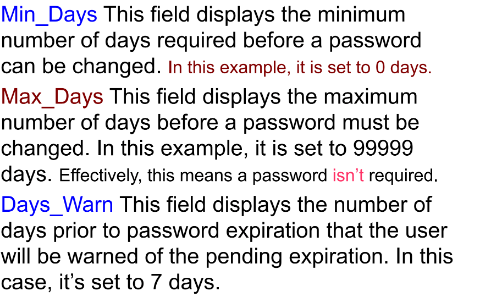 Min_Days This field displays the minimum
number of days required before a password
can be changed. In this example, it is set to 0 days.
Max_Days This field displays the maximum
number of days before a password must be
changed. In this example, it is set to 99999
days. Effectively, this means a password isn’t required.
Days_Warn This field displays the number of
days prior to password expiration that the user
will be warned of the pending expiration. In this
case, it’s set to 7 days.